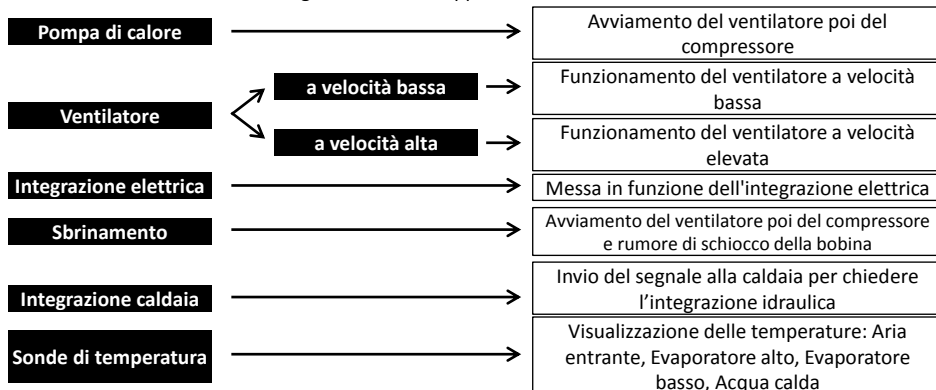 Pompa di calore
Avviamento del ventilatore poi del
compressore
Ventilatore
a velocità bassa
Funzionamento del ventilatore a velocità
bassa
a velocità alta
Funzionamento del ventilatore a velocità
elevata
Integrazione elettrica
Messa in funzione dell'integrazione elettrica
Sbrinamento
Avviamento del ventilatore poi del compressore
e rumore di schiocco della bobina
Integrazione caldaia
Invio del segnale alla caldaia per chiedere
l’integrazione idraulica
Sonde di temperatura
Visualizzazione delle temperature: Aria
entrante, Evaporatore alto, Evaporatore
basso, Acqua calda